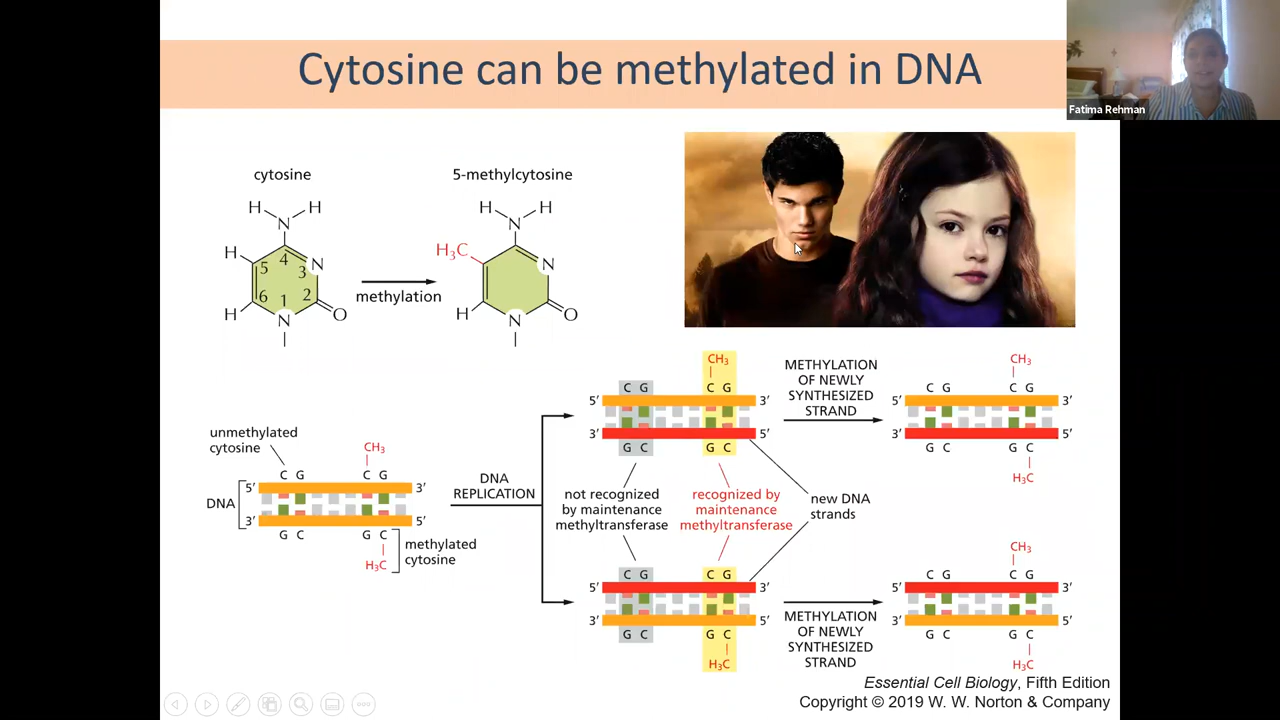 Cytosine can be methylated in DNA
Fatima Rehman
cytosine
5-methylcytosine
H
H
N
H
5
4
3
N
6
1
2
H
N
O
methylation
H
H
N
H₃C
N
H
N
O
unmethylated
cytosine
CH₃
C G
C G
5'
3'
DNA
3'
5'
G C
G C
H₃C
methylated
cytosine
DNA
REPLICATION
CH₃
C G
C G
5'
3'
3'
5'
G C
G C
not recognized
by maintenance
methyltransferase
recognized by
maintenance
methyltransferase
new DNA
strands
C G
C G
5'
3'
3'
5'
G C
G C
H₃C
METHYLATION
OF NEWLY
SYNTHESIZED
STRAND
CH₃
C G
C G
5'
3'
3'
5'
G C
G C
H₃C
METHYLATION
OF NEWLY
SYNTHESIZED
STRAND
CH₃
C G
C G
5'
3'
3'
5'
G C
G C
H₃C
Essential Cell Biology, Fifth Edition
Copyright © 2019 W. W. Norton & Company